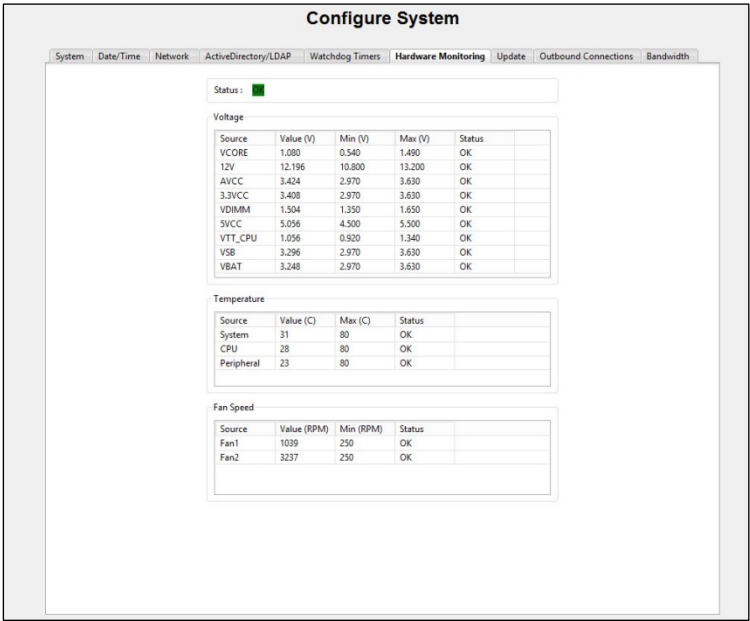 Configure System
System Date/Time Network ActiveDirectory/LDAP Watchdog Timers Hardware Monitoring Update Outbound Connections Bandwidth
Status : OK
Voltage
Source Value (V) Min (V) Max (V) Status
VCORE 1.080 0.540 1.490 OK
12V 12.196 10.800 13.200 OK
AVCC 3.424 2.970 3.630 OK
3.3VCC 3.408 2.970 3.630 OK
VDIMM 1.504 1.350 1.650 OK
5VCC 5.056 4.500 5.500 OK
VTT_CPU 1.056 0.920 1.340 OK
VSB 3.296 2.970 3.630 OK
VBAT 3.248 2.970 3.630 OK
Temperature
Source Value (C) Max (C) Status
System 31 80 OK
CPU 28 80 OK
Peripheral 23 80 OK
Fan Speed
Source Value (RPM) Min (RPM) Status
Fan1 1039 250 OK
Fan2 3237 250 OK